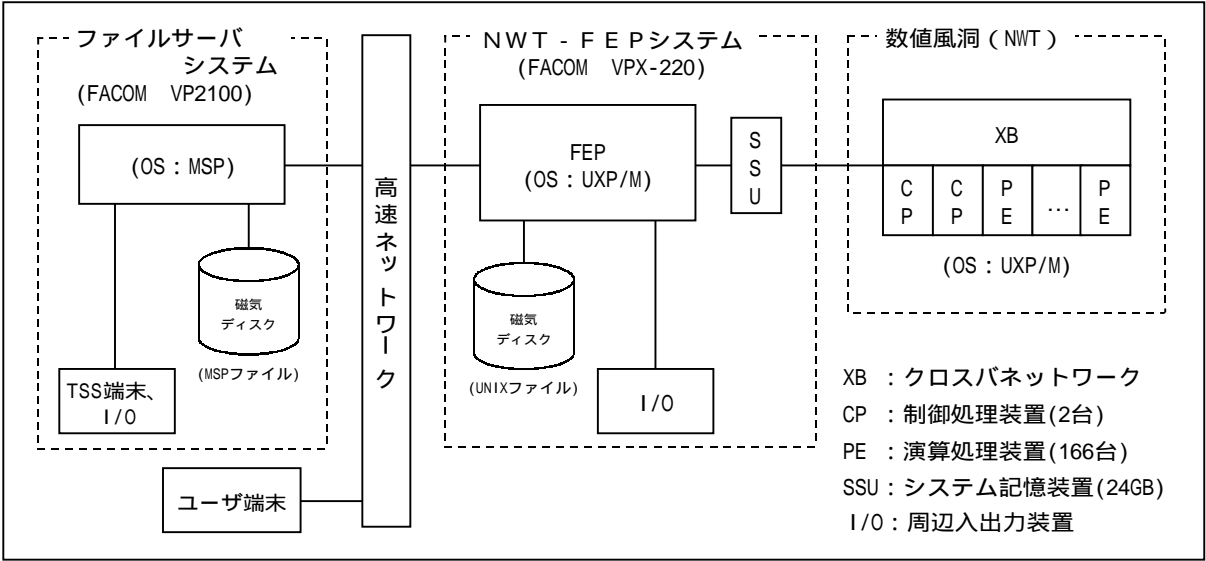 ファイルサーバ
システム
(FACOM VP2100)
(OS：MSP)
磁気
ディスク
(MSPファイル)
TSS端末、
I/O
ユーザ端末
高速ネットワーク
NWT-FEPシステム
(FACOM VPX-220)
FEP
(OS：UXP/M)
SSU
磁気
ディスク
(UNIXファイル)
I/O
数値風洞(NWT)
XB
CP CP PE … PE
(OS：UXP/M)
XB ：クロスバネットワーク
CP ：制御処理装置(2台)
PE ：演算処理装置(166台)
SSU：システム記憶装置(24GB)
I/O：周辺入出力装置